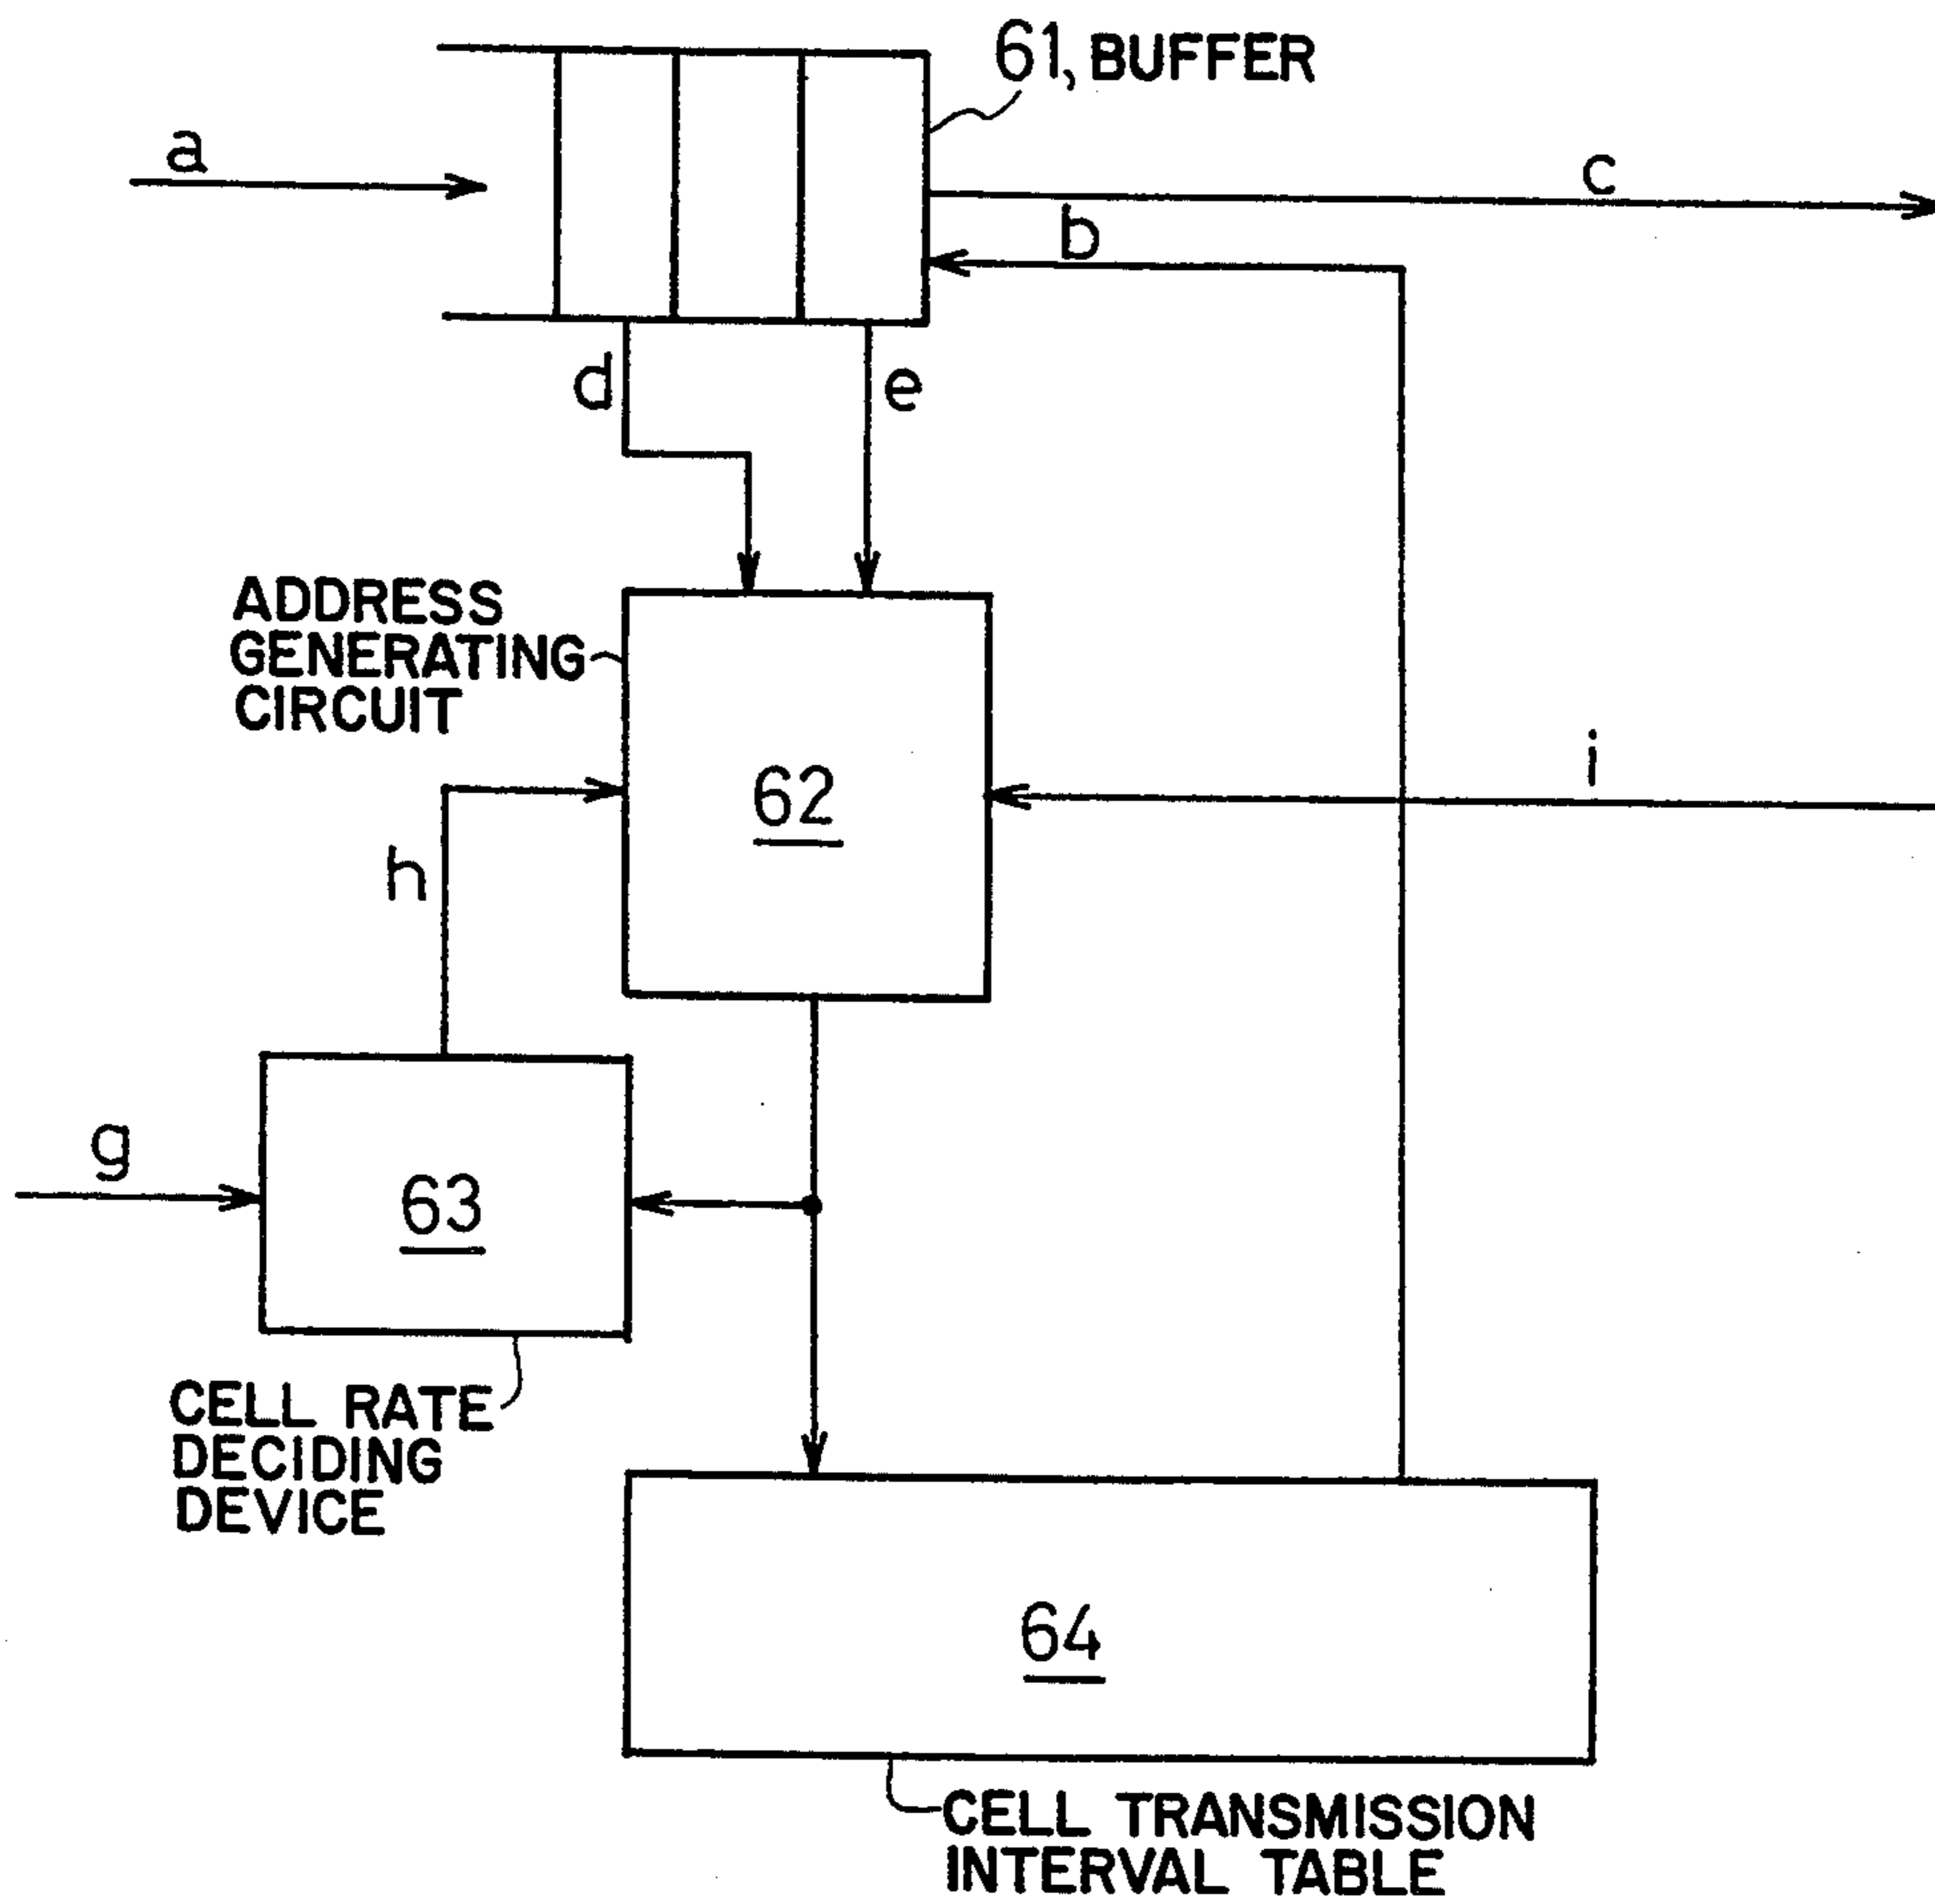 61, BUFFER
a
c
b
d
e
ADDRESS
GENERATING
CIRCUIT
62
i
h
g
63
CELL RATE
DECIDING
DEVICE
64
CELL TRANSMISSION
INTERVAL TABLE